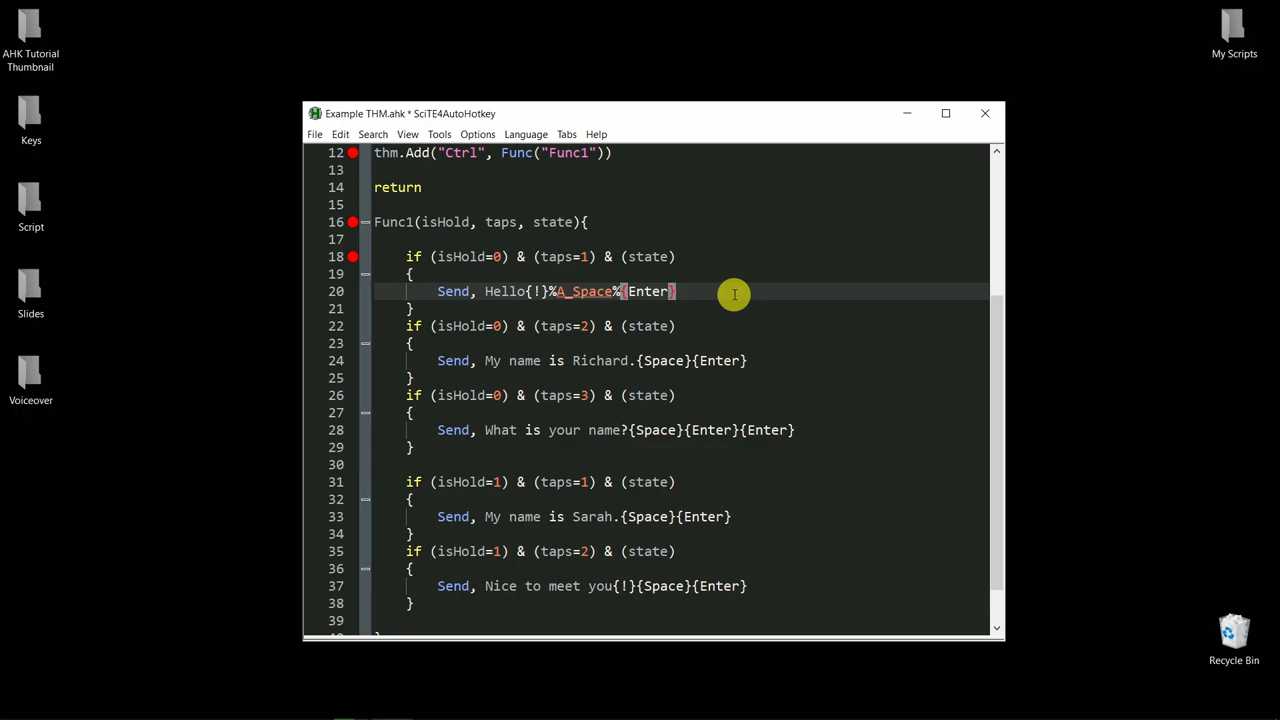 AHK Tutorial
Thumbnail
Keys
Script
Slides
Voiceover
My Scripts
Recycle Bin
Example THM.ahk * SciTE4AutoHotkey
File Edit Search View Tools Options Language Tabs Help
12 thm.Add("Ctrl", Func("Func1"))
13
14 return
15
16 Func1(isHold, taps, state){
17
18 if (isHold=0) & (taps=1) & (state)
19 {
20 Send, Hello{!}%A_Space%{Enter}
21 }
22 if (isHold=0) & (taps=2) & (state)
23 {
24 Send, My name is Richard.{Space}{Enter}
25 }
26 if (isHold=0) & (taps=3) & (state)
27 {
28 Send, What is your name?{Space}{Enter}{Enter}
29 }
30
31 if (isHold=1) & (taps=1) & (state)
32 {
33 Send, My name is Sarah.{Space}{Enter}
34 }
35 if (isHold=1) & (taps=2) & (state)
36 {
37 Send, Nice to meet you{!}{Space}{Enter}
38 }
39